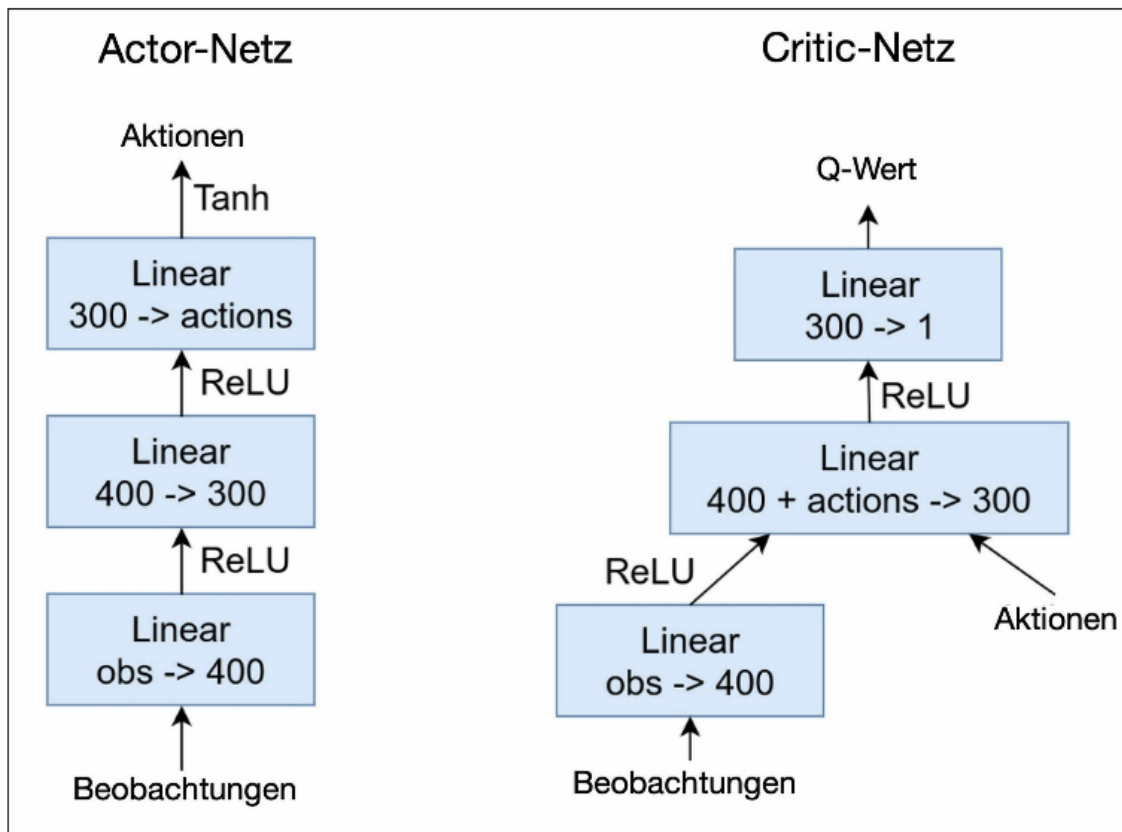 Actor-Netz
Aktionen
Tanh
Linear
300 -> actions
ReLU
Linear
400 -> 300
ReLU
Linear
obs -> 400
Beobachtungen
Critic-Netz
Q-Wert
Linear
300 -> 1
ReLU
Linear
400 + actions -> 300
ReLU
Aktionen
Linear
obs -> 400
Beobachtungen